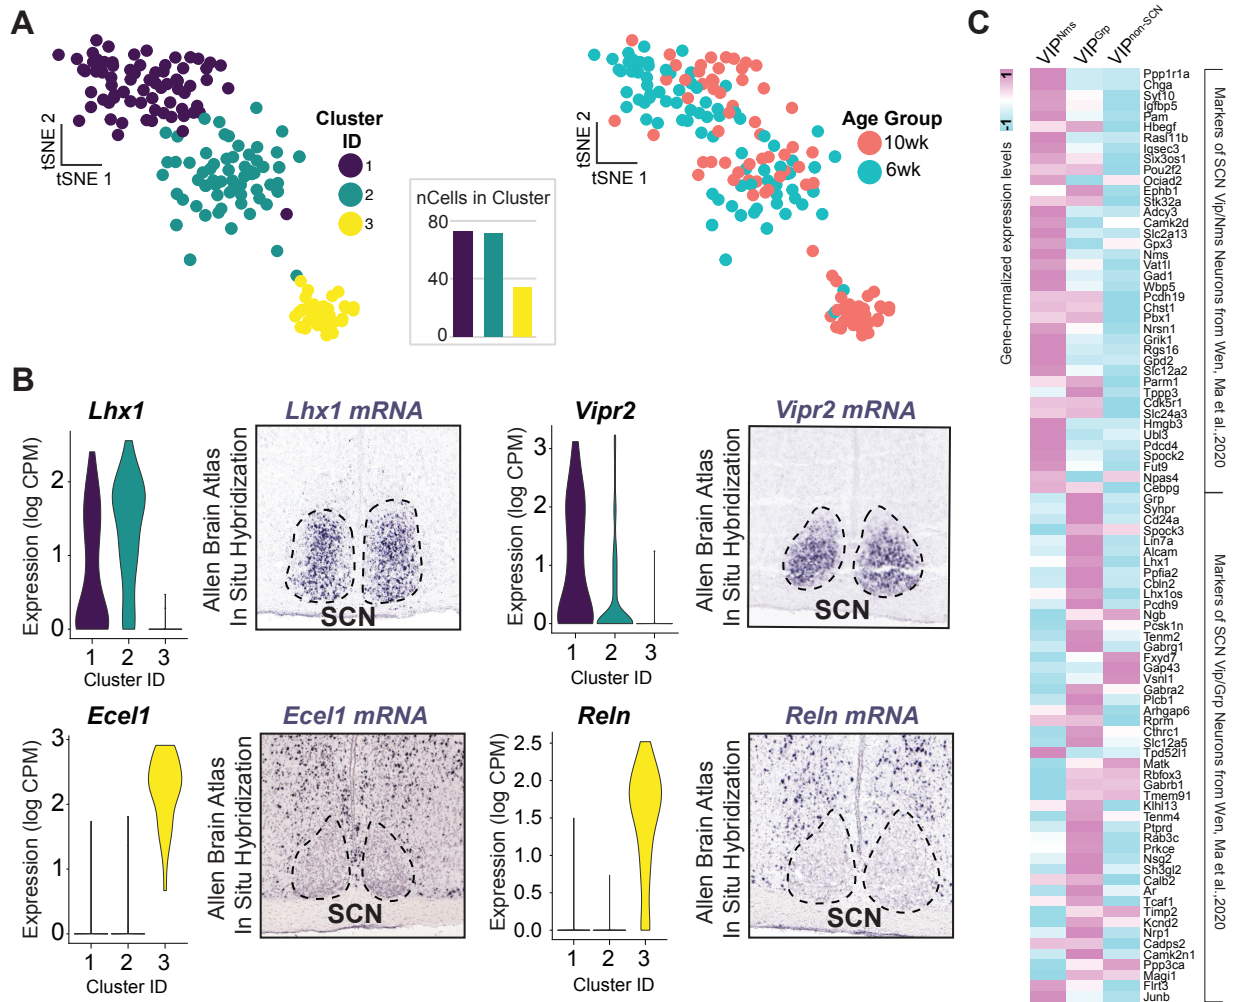 A
tSNE 2
tSNE 1
Cluster
ID
1
2
3
nCells in Cluster
80
40
0
tSNE 2
tSNE 1
Age Group
10wk
6wk
B
Lhx1
Expression (log CPM)
2
1
0
1 2 3
Cluster ID
Lhx1 mRNA
Allen Brain Atlas
In Situ Hybridization
SCN
Vipr2
Expression (log CPM)
3
2
1
0
1 2 3
Cluster ID
Vipr2 mRNA
Allen Brain Atlas
In Situ Hybridization
SCN
Ecel1
Expression (log CPM)
3
2
1
0
1 2 3
Cluster ID
Ecel1 mRNA
Allen Brain Atlas
In Situ Hybridization
SCN
Reln
Expression (log CPM)
2.5
2.0
1.5
1.0
0.5
0.0
1 2 3
Cluster ID
Reln mRNA
Allen Brain Atlas
In Situ Hybridization
SCN
C
VIPNms
VIPGrp
VIPnon-SCN
1
-1
Gene-normalized expression levels
Ppp1r1a
Chga
Syt10
Igfbp5
Pam
Hbegf
Rasl11b
Igsec3
Six3os1
Pou2f2
Ociad2
Ephb1
Stk32a
Adcy3
Camk2d
Slc2a13
Gpx3
Nms
Vat1l
Gad1
Wbp5
Pcdh19
Chst1
Pbx1
Nrsn1
Grik1
Rgs16
Gpd2
Slc12a2
Parm1
Tppp3
Cdk5r1
Slc24a3
Hmgb3
Ubl3
Pdcd4
Spock2
Fut9
Npas4
Cebpg
Grp
Synpr
Cd24a
Spock3
Lin7a
Alcam
Lhx1
Ppfia2
Cbln2
Lhx1os
Pcdh9
Ngb
Pcsk1n
Tenm2
Gabrg1
Fxyd7
Gap43
Vsnl1
Gabra2
Plcb1
Arhgap6
Rprm
Cthrc1
Slc12a5
Tpd52l1
Matk
Rbfox3
Gabrb1
Tmem91
Klhl13
Tenm4
Ptprd
Rab3c
Prkce
Nsg2
Sh3gl2
Calb2
Ar
Tcaf1
Timp2
Kcnd2
Nrp1
Cadps2
Camk2n1
Ppp3ca
Magi1
Flrt3
Junb
Markers of SCN Vip/Nms Neurons from Wen, Ma et al.,2020
Markers of SCN Vip/Grp Neurons from Wen, Ma et al.,2020